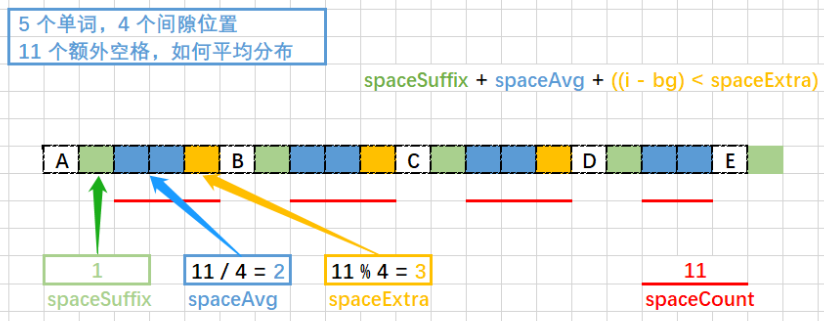 5 个单词，4 个间隙位置
11 个额外空格，如何平均分布
spaceSuffix + spaceAvg + ((i - bg) < spaceExtra)
A B C D E
1 11 / 4 = 2 11 % 4 = 3 11
spaceSuffix spaceAvg spaceExtra spaceCount